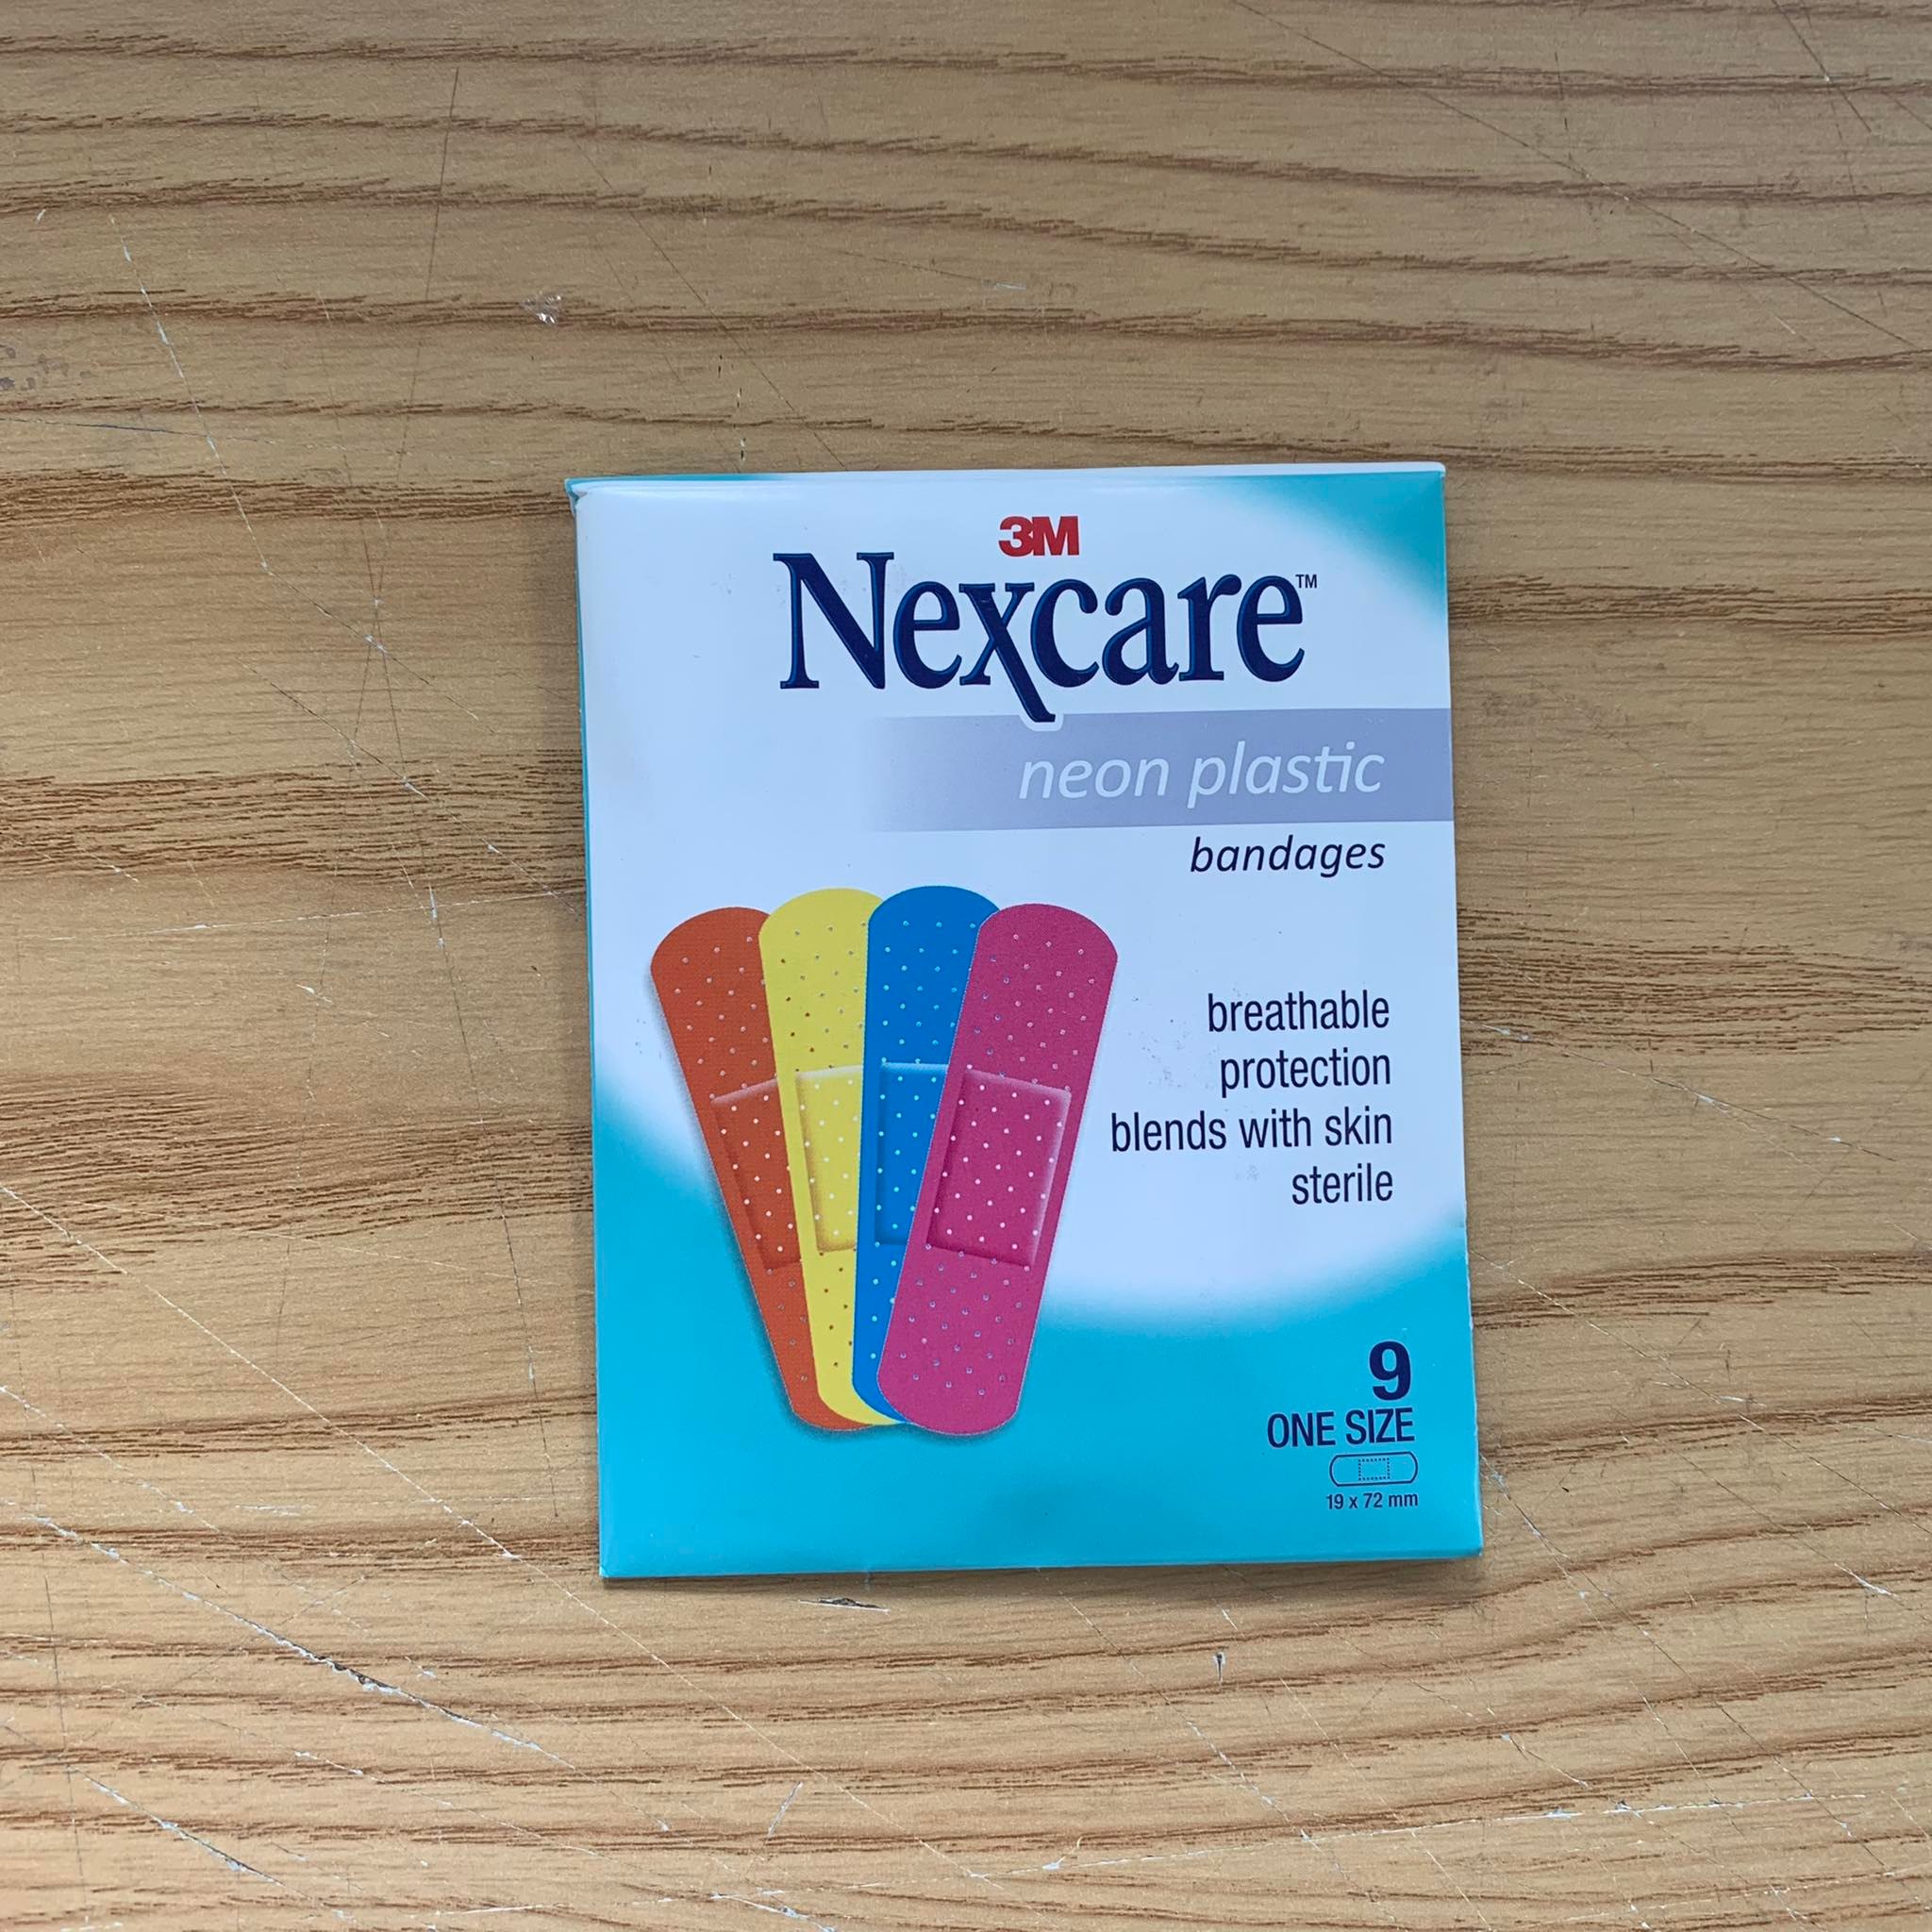 3M
Nexcare™
neon plastic
bandages
breathable
protection
blends with skin
sterile
9
ONE SIZE
19 x 72 mm